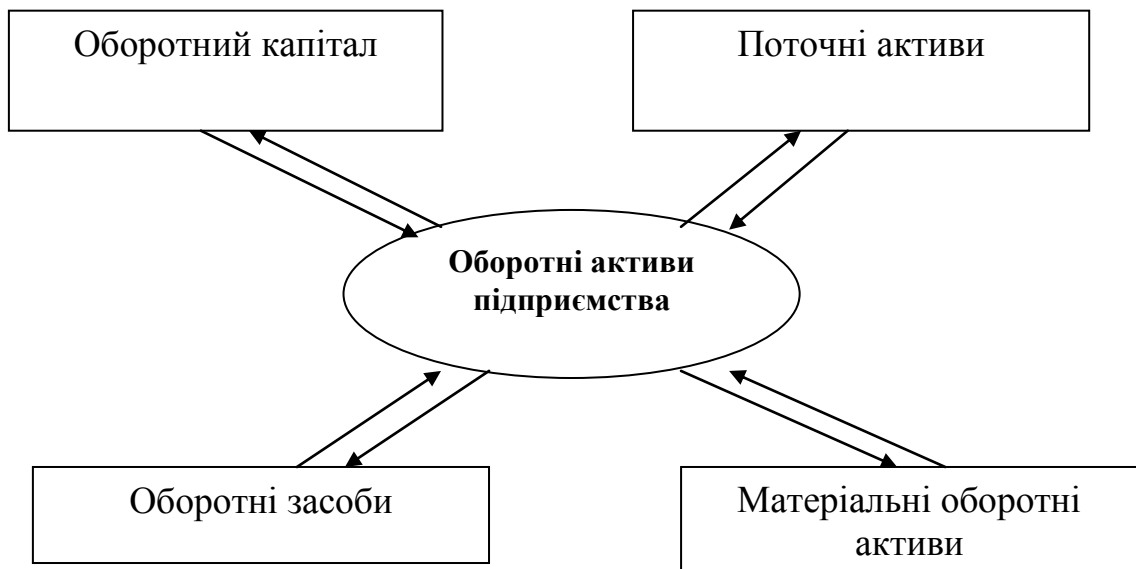 Оборотний капітал
Поточні активи
Оборотні активи
підприємства
Оборотні засоби
Матеріальні оборотні
активи